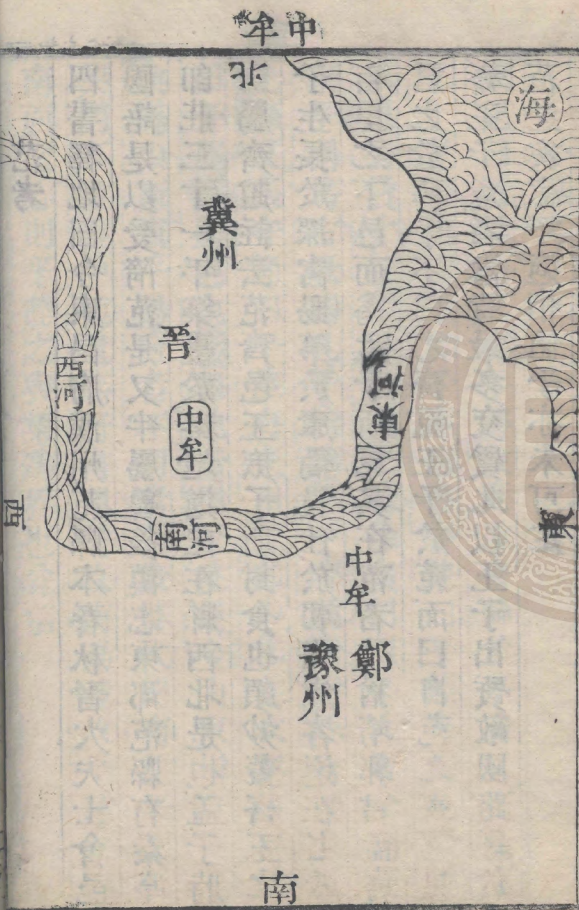 中牟
北
海
冀州
晋
中牟
西河
東河
南河
西
東
中牟
鄭
豫州
南